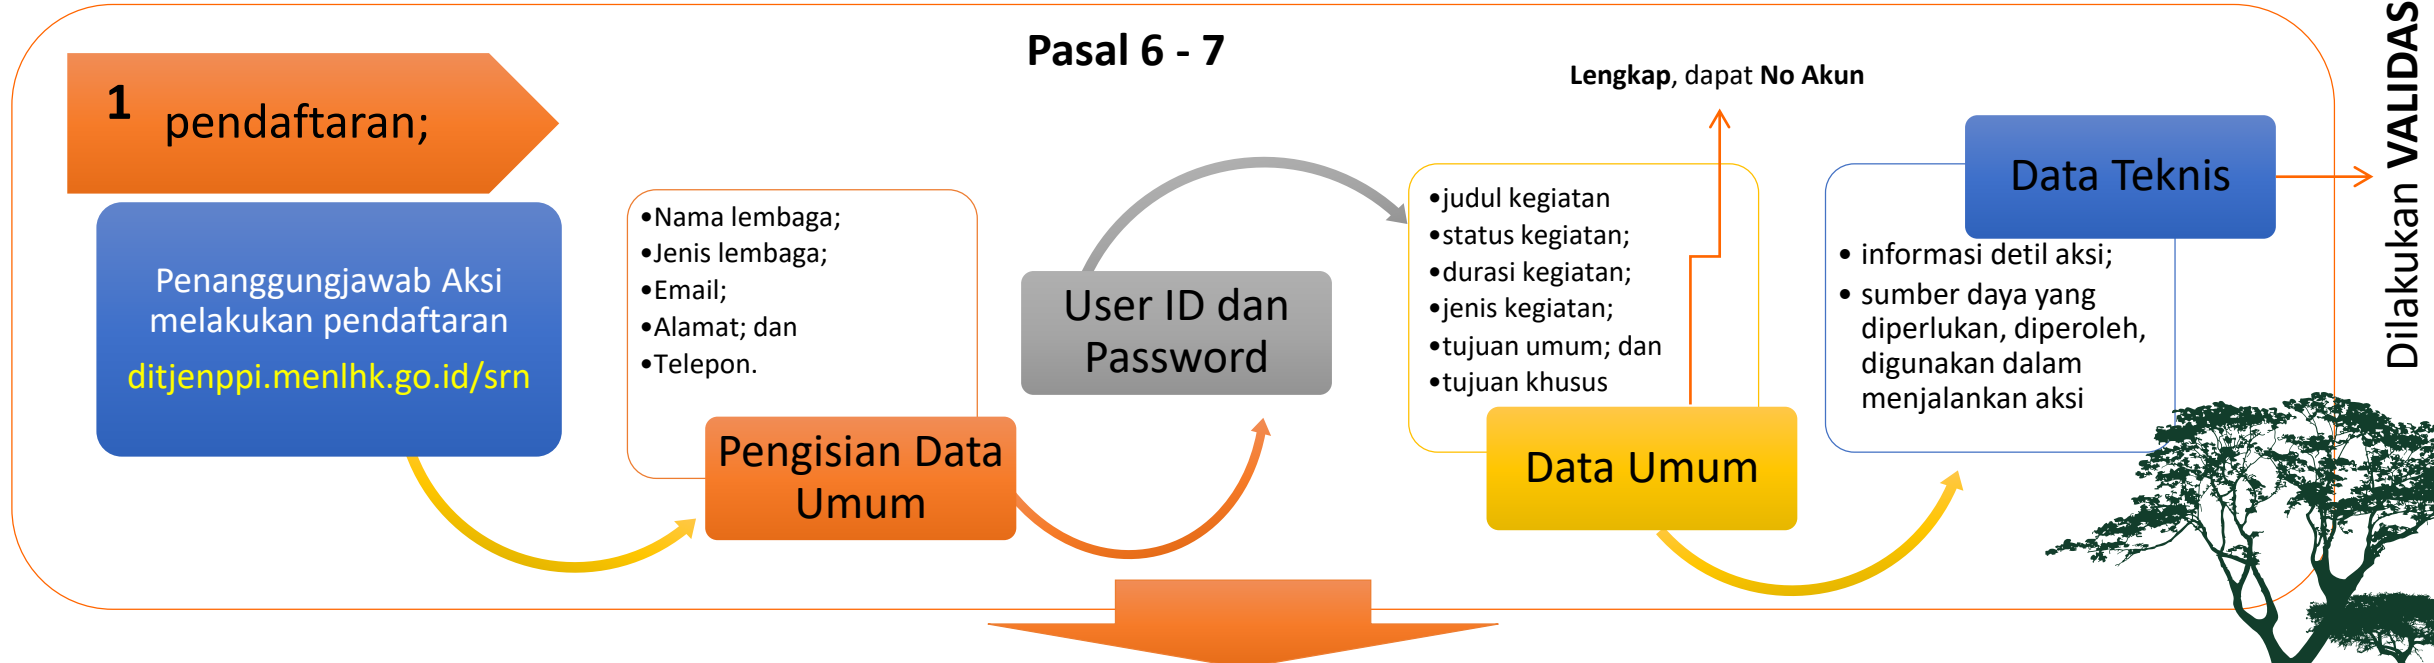 Pasal 6 - 7
1 pendaftaran;
Penanggungjawab Aksi
melakukan pendaftaran
ditjenppi.menlhk.go.id/srn
•Nama lembaga;
•Jenis lembaga;
•Email;
•Alamat; dan
•Telepon.
Pengisian Data
Umum
User ID dan
Password
Lengkap, dapat No Akun
•judul kegiatan
•status kegiatan;
•durasi kegiatan;
•jenis kegiatan;
•tujuan umum; dan
•tujuan khusus
Data Umum
Data Teknis
• informasi detil aksi;
• sumber daya yang
diperlukan, diperoleh,
digunakan dalam
menjalankan aksi
Dilakukan VALIDAS